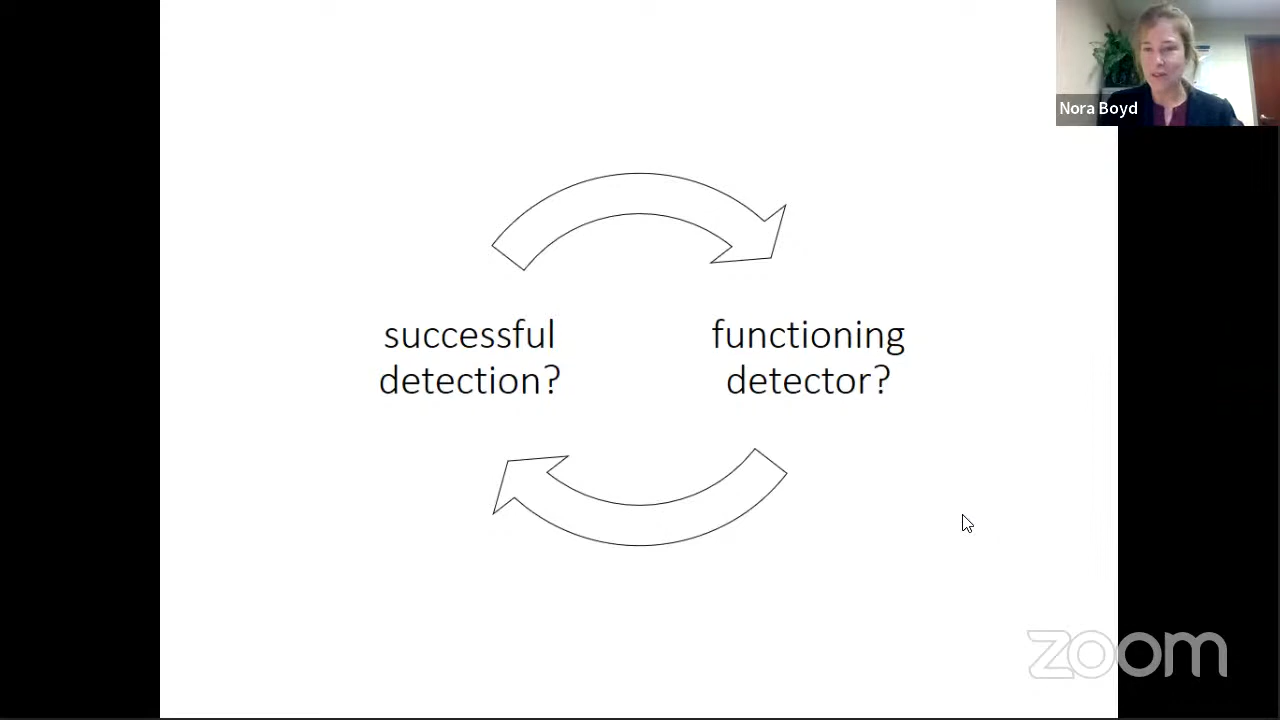 Nora Boyd
successful
detection?
functioning
detector?
zoom